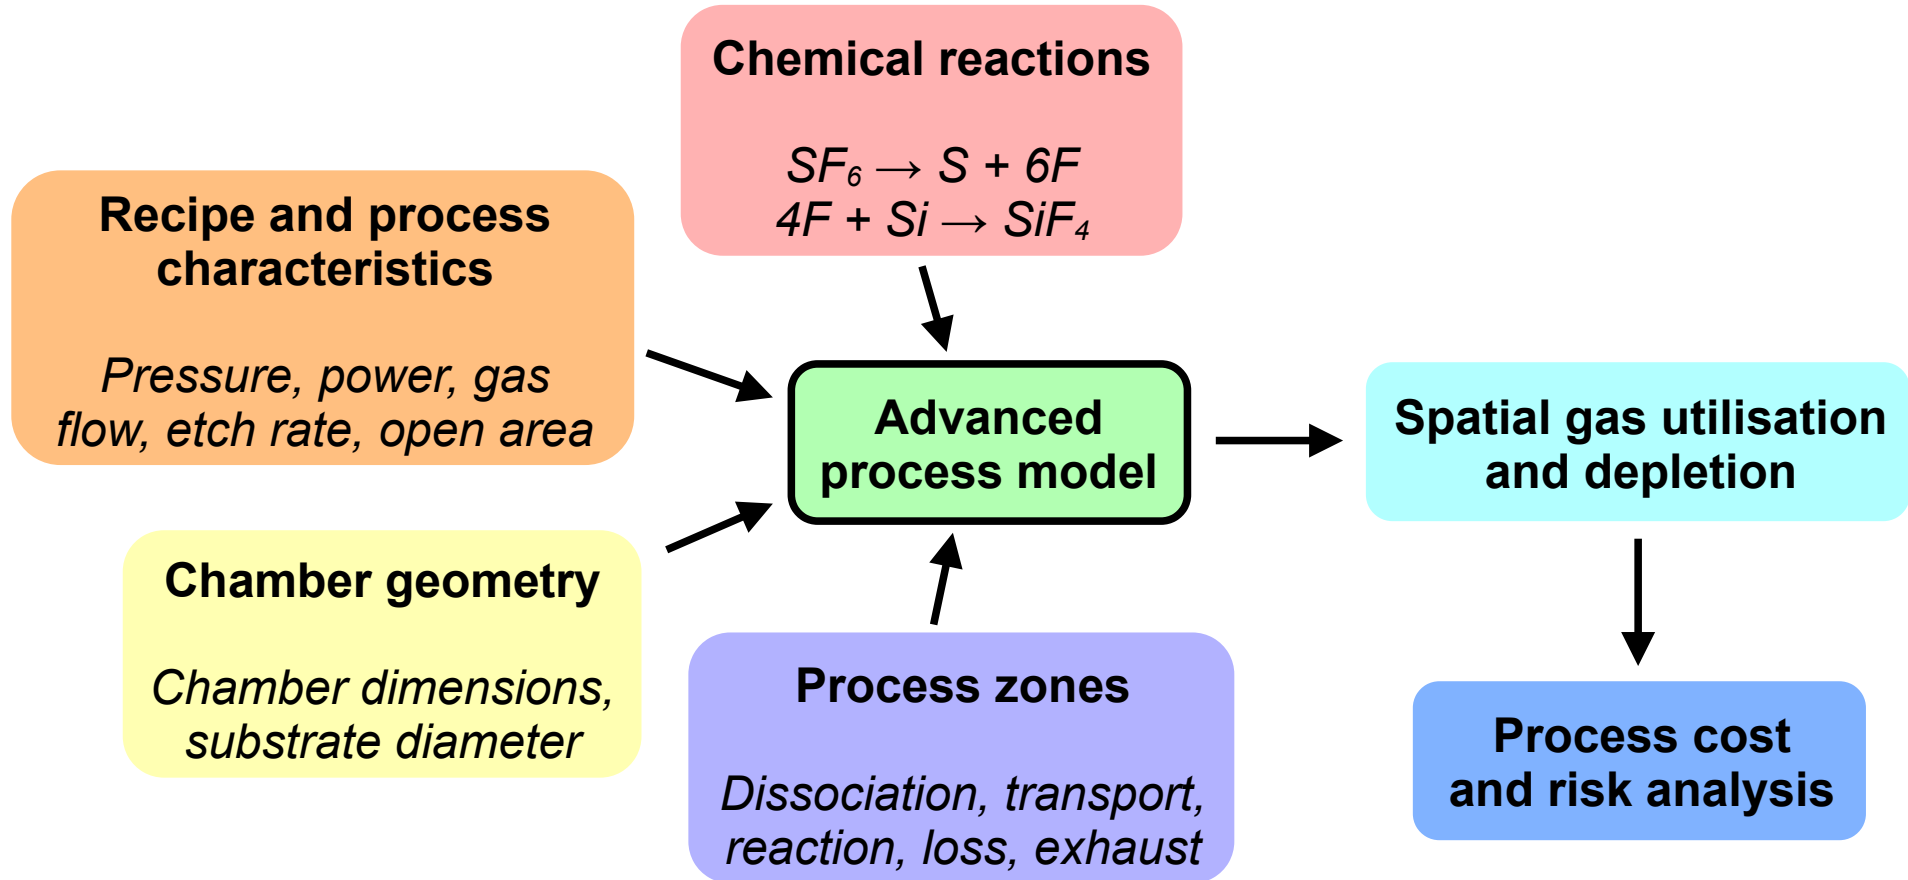 Chemical reactions
SF₆ → S + 6F
4F + Si → SiF₄
Recipe and process
characteristics
Pressure, power, gas
flow, etch rate, open area
Advanced
process model
Spatial gas utilisation
and depletion
Chamber geometry
Chamber dimensions,
substrate diameter
Process zones
Dissociation, transport,
reaction, loss, exhaust
Process cost
and risk analysis